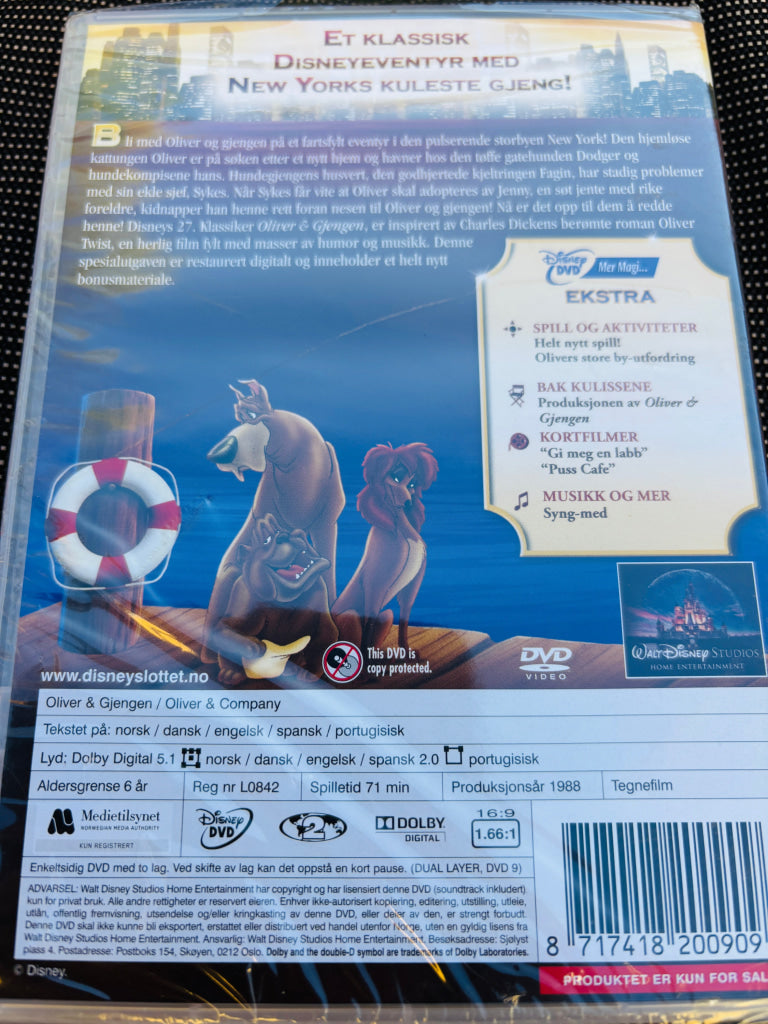 ET KLASSISK
DISNEYEVENTYR MED
NEW YORKS KULESTE GJENG!
Bli med Oliver og gjengen på et fartsfylt eventyr i den pulserende storbyen New York! Den hjemløse
kattungen Oliver er på søken etter et nytt hjem og havner hos den tøffe gatehunden Dodger og
hundekompisene hans. Hundegjengens husvert, den godhjertede kjeltringen Fagin, har stadig problemer
med sin ekle sjef, Sykes. Når Sykes får vite at Oliver skal adopteres av Jenny, en søt jente med rike
foreldre, kidnapper han henne rett foran nesen til Oliver og gjengen! Nå er det opp til dem å redde
henne! Disneys 27. Klassiker Oliver & Gjengen, er inspirert av Charles Dickens berømte roman Oliver
Twist, en herlig film fylt med masser av humor og musikk. Denne
spesialutgaven er restaurert digitalt og inneholder et helt nytt
bonusmateriale.
Disney DVD Mer Magi...
EKSTRA
SPILL OG AKTIVITETER
Helt nytt spill!
Olivers store by-utfordring
BAK KULISSENE
Produksjonen av Oliver &
Gjengen
KORTFILMER
"Gi meg en labb"
"Puss Cafe"
MUSIKK OG MER
Syng-med
This DVD is
copy protected.
DVD
VIDEO
WALT DISNEY STUDIOS
HOME ENTERTAINMENT
www.disneyslottet.no
Oliver & Gjengen / Oliver & Company
Tekstet på: norsk / dansk / engelsk / spansk / portugisisk
Lyd: Dolby Digital 5.1 norsk / dansk / engelsk / spansk 2.0 portugisisk
Aldersgrense 6 år Reg nr L0842 Spilletid 71 min Produksjonsår 1988 Tegnefilm
Medietilsynet
NORWEGIAN MEDIA AUTHORITY
KUN REGISTRERT
Disney DVD
2
DOLBY
DIGITAL
16:9
1.66:1
Enkeltsidig DVD med to lag. Ved skifte av lag kan det oppstå en kort pause. (DUAL LAYER, DVD 9)
ADVARSEL: Walt Disney Studios Home Entertainment har copyright og har lisensiert denne DVD (soundtrack inkludert)
kun for privat bruk. Alle andre rettigheter er reservert eieren. Enhver ikke-autorisert kopiering, editering, utstilling, utleie,
utlån, offentlig fremvisning, utsendelse og/eller kringkasting av denne DVD, eller deler av den, er strengt forbudt.
Denne DVD skal ikke kunne bli eksportert, erstattet eller distribuert ved handel utenfor Norge, uten en gyldig lisens fra
Walt Disney Studios Home Entertainment. Ansvarlig: Walt Disney Studios Home Entertainment. Besøksadresse: Sjølyst
plass 4. Postadresse: Postboks 154, Skøyen, 0212 Oslo. Dolby and the double-D symbol are trademarks of Dolby Laboratories.
8 717418 200909
© Disney.
PRODUKTET ER KUN FOR SAL